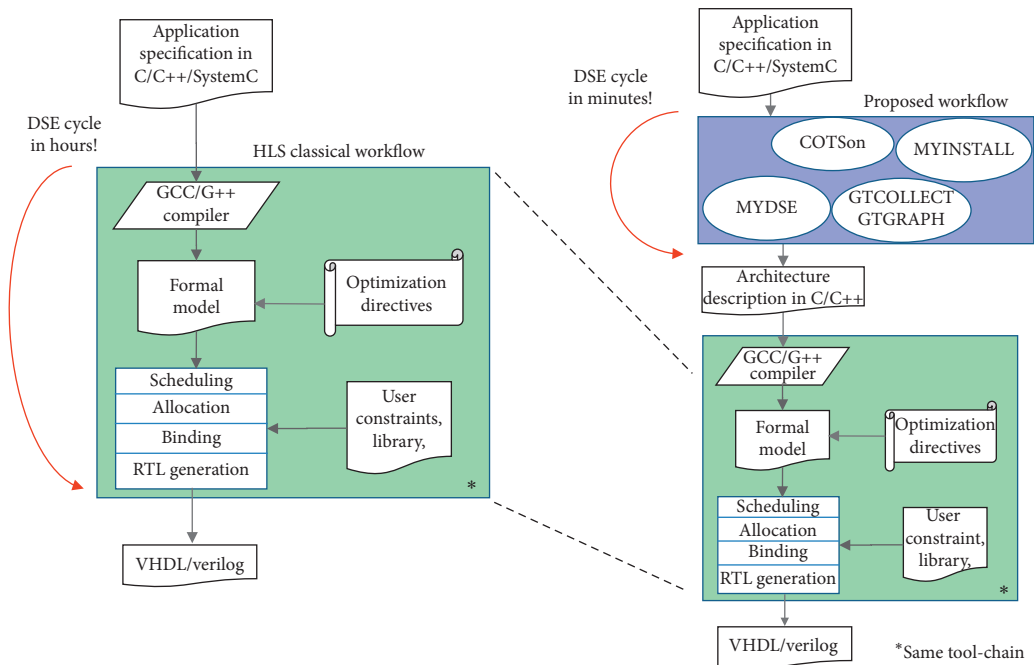 Application
specification in
C/C++/SystemC
DSE cycle
in hours!
HLS classical workflow
GCC/G++
compiler
Formal
model
Optimization
directives
Scheduling
Allocation
Binding
RTL generation
User
constraints,
library,
*
VHDL/verilog
Application
specification in
C/C++/SystemC
DSE cycle
in minutes!
Proposed workflow
COTSon
MYINSTALL
MYDSE
GTCOLLECT
GTGRAPH
Architecture
description in C/C++
GCC/G++
compiler
Formal
model
Optimization
directives
Scheduling
Allocation
Binding
RTL generation
User
constraint,
library,
*
VHDL/verilog
*Same tool-chain